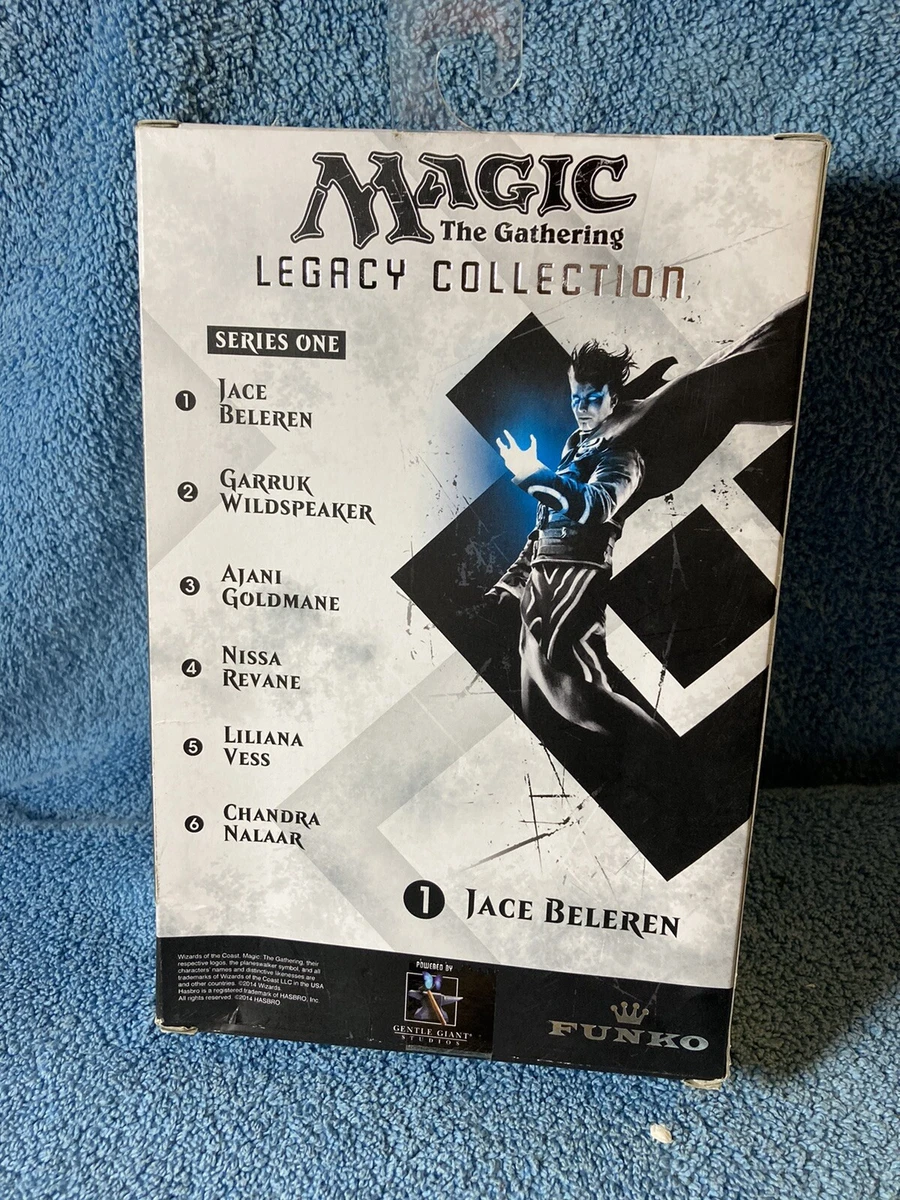 MAGIC
The Gathering
LEGACY COLLECTION
SERIES ONE
1 JACE
BELEREN
2 GARRUK
WILDSPEAKER
3 AJANI
GOLDMANE
4 NISSA
REVANE
5 LILIANA
VESS
6 CHANDRA
NALAAR
1 JACE BELEREN
Wizards of the Coast, Magic: The Gathering, their
respective logos, the planeswalker symbol, and all
characters' names and distinctive likenesses are
trademarks of Wizards of the Coast LLC in the USA
and other countries. ©2014 Wizards.
Hasbro is a registered trademark of HASBRO, Inc.
All rights reserved. ©2014 HASBRO
POWERED BY
GENTLE GIANT®
STUDIOS
FUNKO